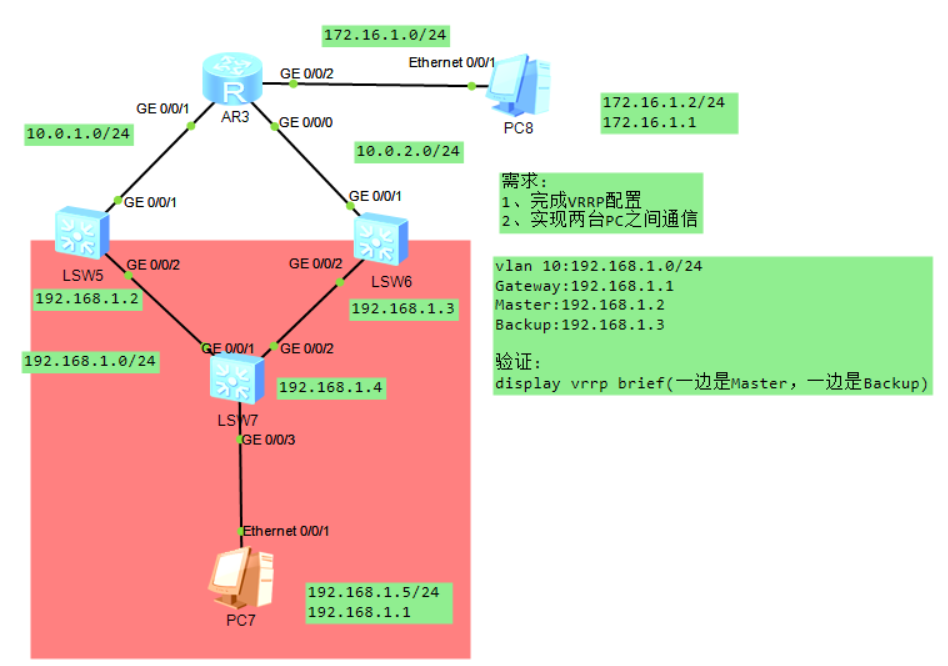 172.16.1.0/24
Ethernet 0/0/1
GE 0/0/2
R
AR3
PC8
172.16.1.2/24
172.16.1.1
GE 0/0/1
GE 0/0/0
10.0.1.0/24
10.0.2.0/24
需求:
1、完成VRRP配置
2、实现两台PC之间通信
GE 0/0/1
GE 0/0/1
LSW5
GE 0/0/2
GE 0/0/2
LSW6
192.168.1.2
192.168.1.3
vlan 10:192.168.1.0/24
Gateway:192.168.1.1
Master:192.168.1.2
Backup:192.168.1.3
验证:
display vrrp brief(一边是Master，一边是Backup)
192.168.1.0/24
GE 0/0/1
GE 0/0/2
192.168.1.4
LSW7
GE 0/0/3
Ethernet 0/0/1
PC7
192.168.1.5/24
192.168.1.1